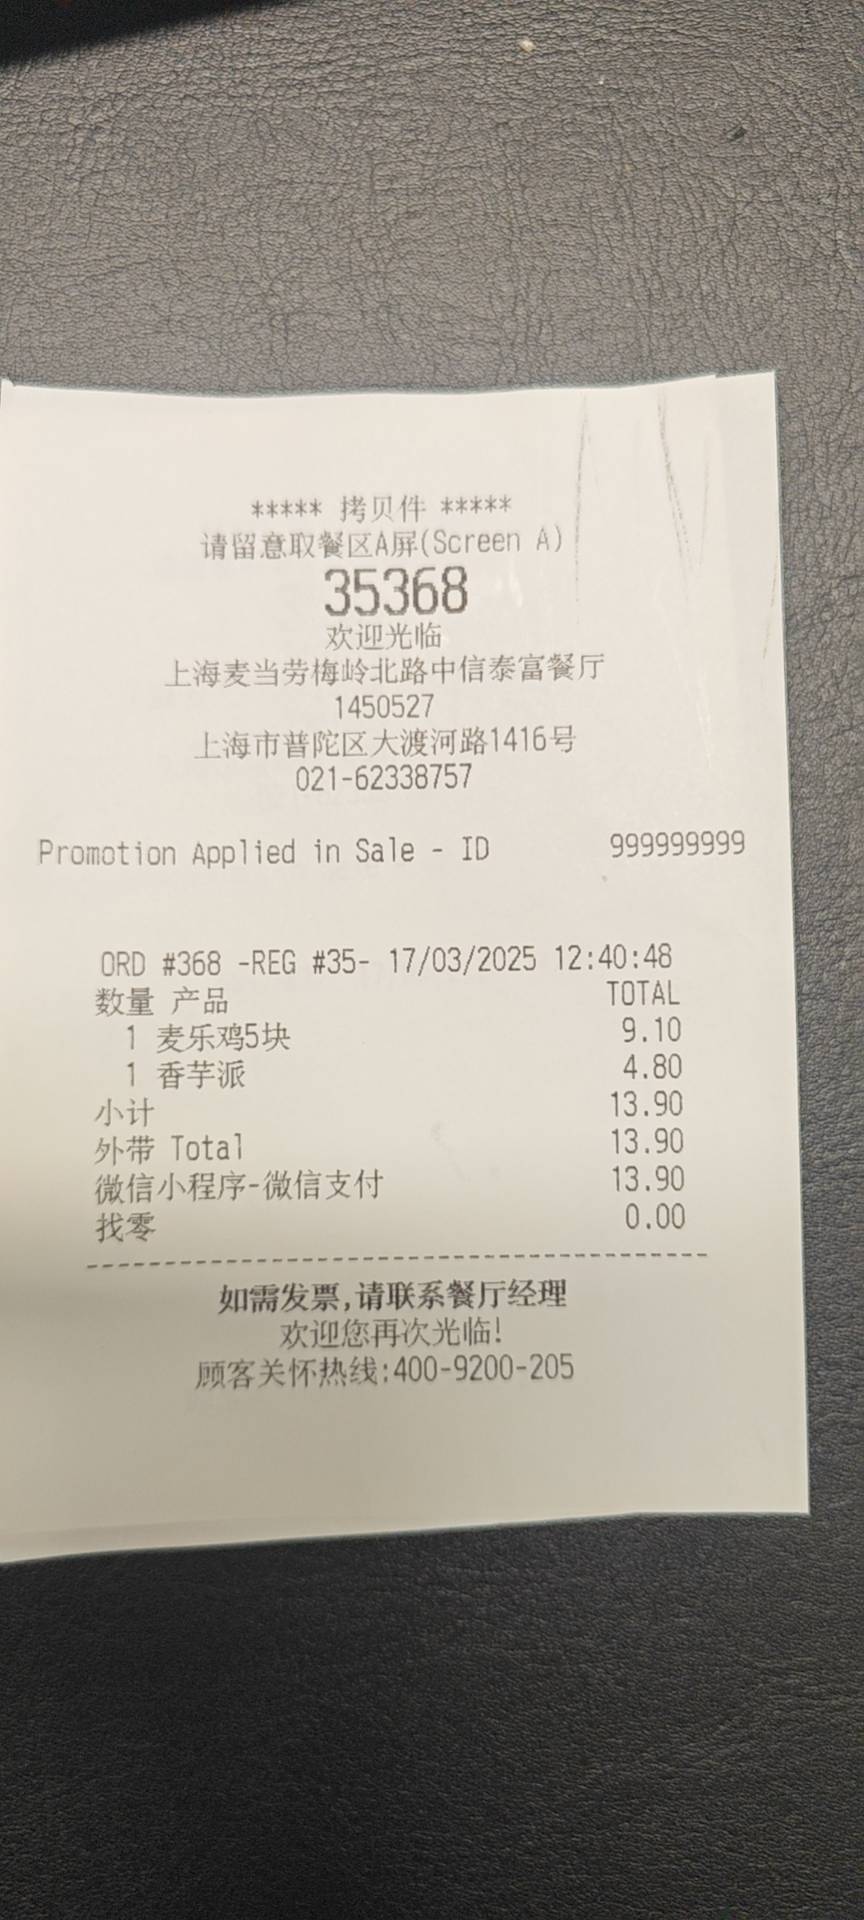 ***** 拷贝件 *****
请留意取餐区A屏(Screen A)
35368
欢迎光临
上海麦当劳梅岭北路中信泰富餐厅
1450527
上海市普陀区大渡河路1416号
021-62338757
Promotion Applied in Sale - ID 999999999
ORD #368 -REG #35- 17/03/2025 12:40:48
数量 产品 TOTAL
1 麦乐鸡5块 9.10
1 香芋派 4.80
小计 13.90
外带 Total 13.90
微信小程序-微信支付 13.90
找零 0.00
------------------------------------------
如需发票,请联系餐厅经理
欢迎您再次光临!
顾客关怀热线:400-9200-205